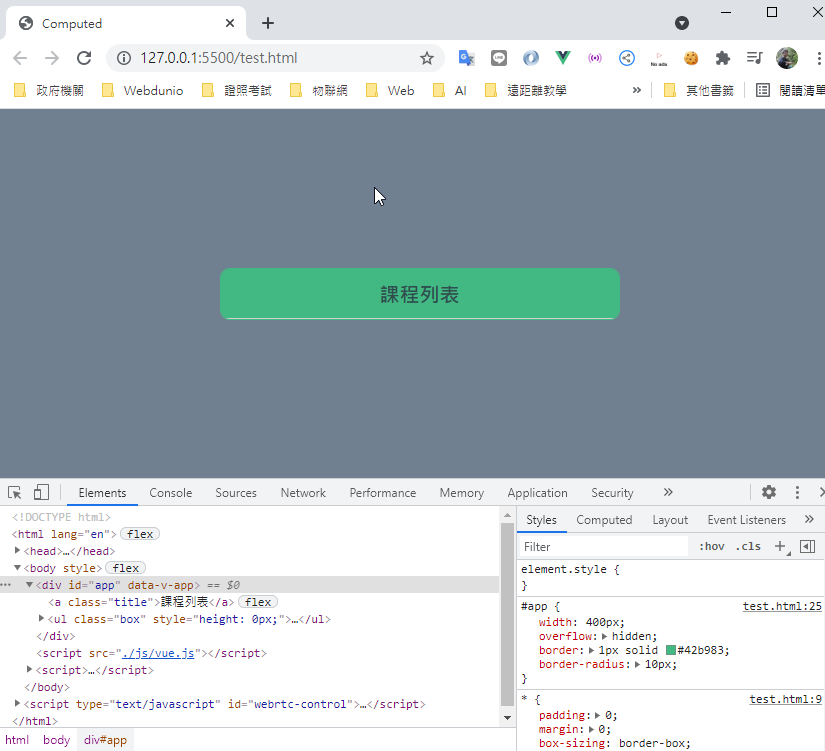 Computed
127.0.0.1:5500/test.html
政府機關 Webdunio 證照考試 物聯網 Web AI 遠距離教學 » 其他書籤 閱讀清單
課程列表
Elements Console Sources Network Performance Memory Application Security »
<!DOCTYPE html>
<html lang="en"> flex
<head>…</head>
<body style> flex
<div id="app" data-v-app> == $0
<a class="title">課程列表</a> flex
<ul class="box" style="height: 0px;">…</ul>
</div>
<script src="./js/vue.js"></script>
<script>…</script>
</body>
<script type="text/javascript" id="webrtc-control">…</script>
</html>
html body div#app
Styles Computed Layout Event Listeners »
Filter :hov .cls
element.style {
}
#app { test.html:25
width: 400px;
overflow: hidden;
border: 1px solid #42b983;
border-radius: 10px;
}
* { test.html:9
padding: 0;
margin: 0;
box-sizing: border-box;